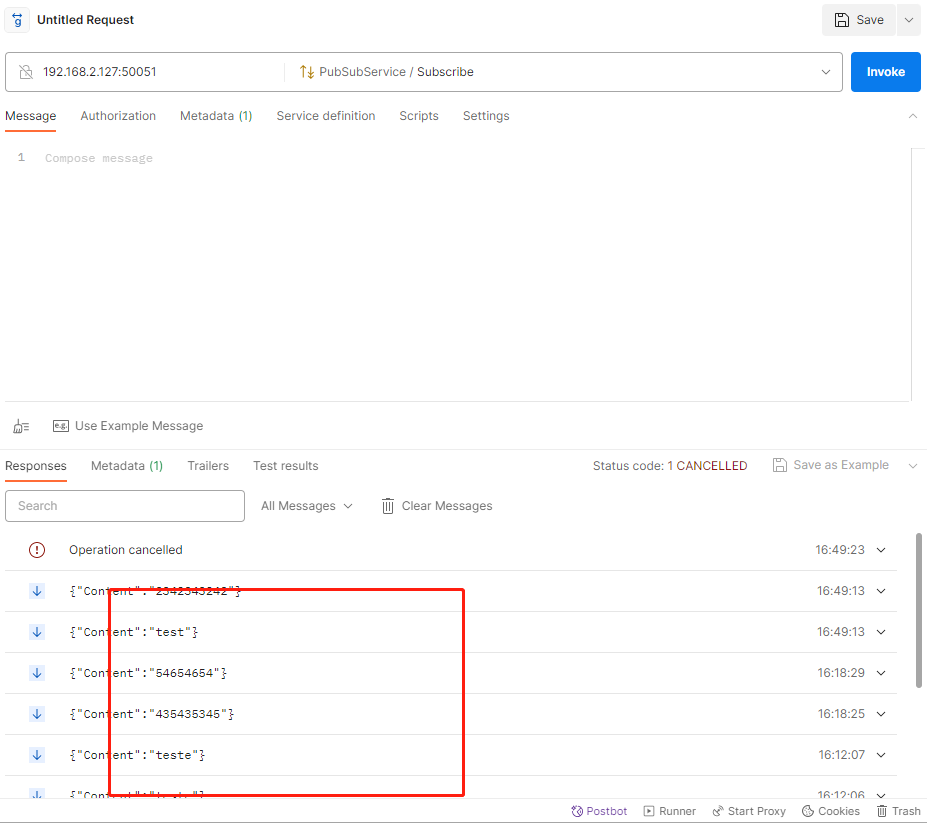 Untitled Request
Save
192.168.2.127:50051
PubSubService / Subscribe
Invoke
Message Authorization Metadata (1) Service definition Scripts Settings
1 Compose message
e.g. Use Example Message
Responses Metadata (1) Trailers Test results Status code: 1 CANCELLED Save as Example
Search All Messages Clear Messages
Operation cancelled 16:49:23
{"Content":"2342343242"} 16:49:13
{"Content":"test"} 16:49:13
{"Content":"54654654"} 16:18:29
{"Content":"435435345"} 16:18:25
{"Content":"teste"} 16:12:07
{"Content": 16:12:06
Postbot Runner Start Proxy Cookies Trash